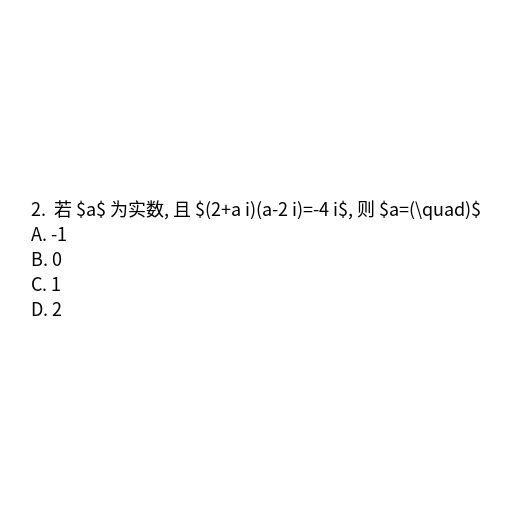 2. 若 $a$ 为实数, 且 $(2+a i)(a-2 i)=-4 i$, 则 $a=(\quad)$
A. -1
B. 0
C. 1
D. 2